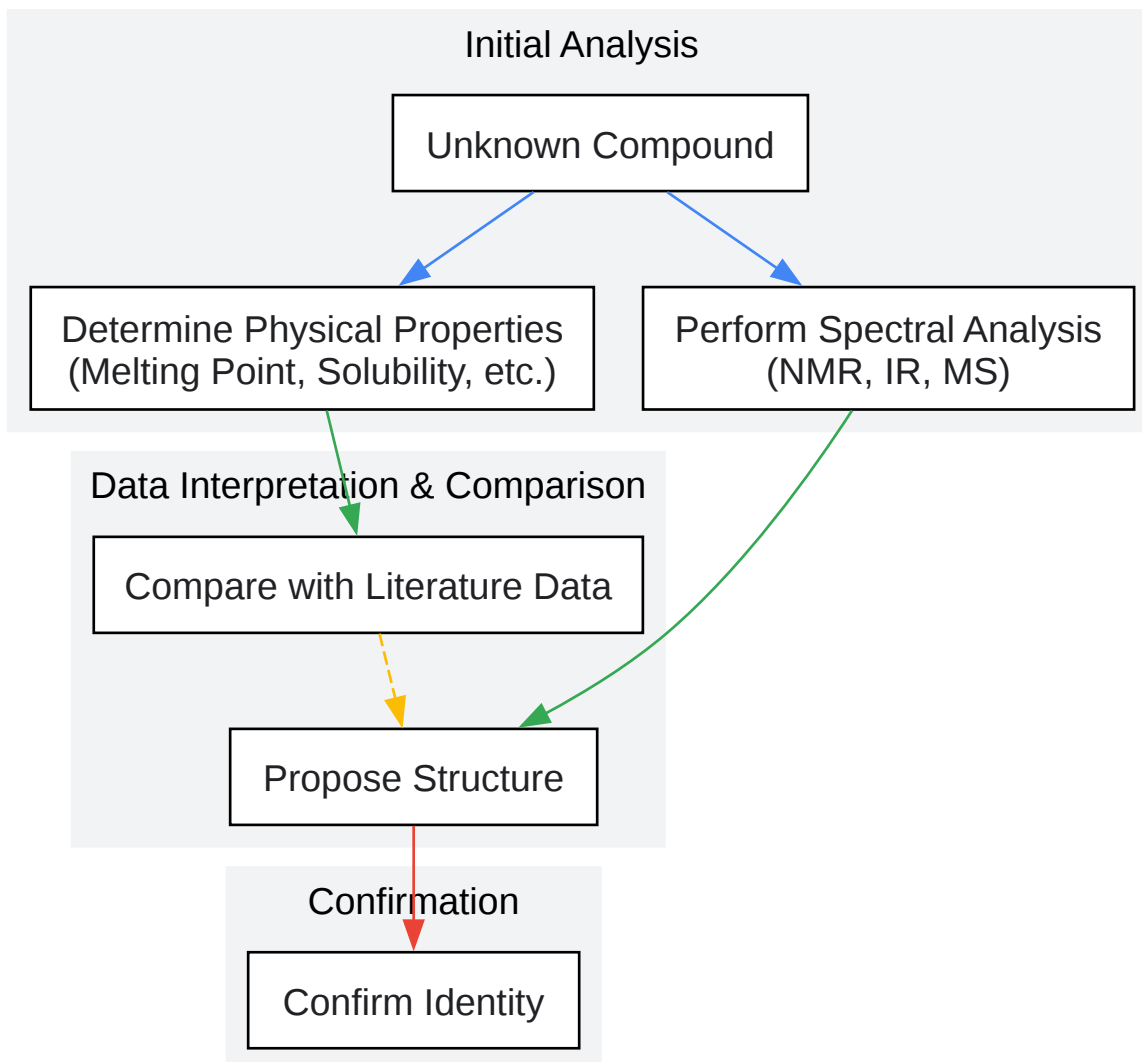 Initial Analysis
Unknown Compound
Determine Physical Properties
(Melting Point, Solubility, etc.)
Perform Spectral Analysis
(NMR, IR, MS)
Data Interpretation & Comparison
Compare with Literature Data
Propose Structure
Confirmation
Confirm Identity